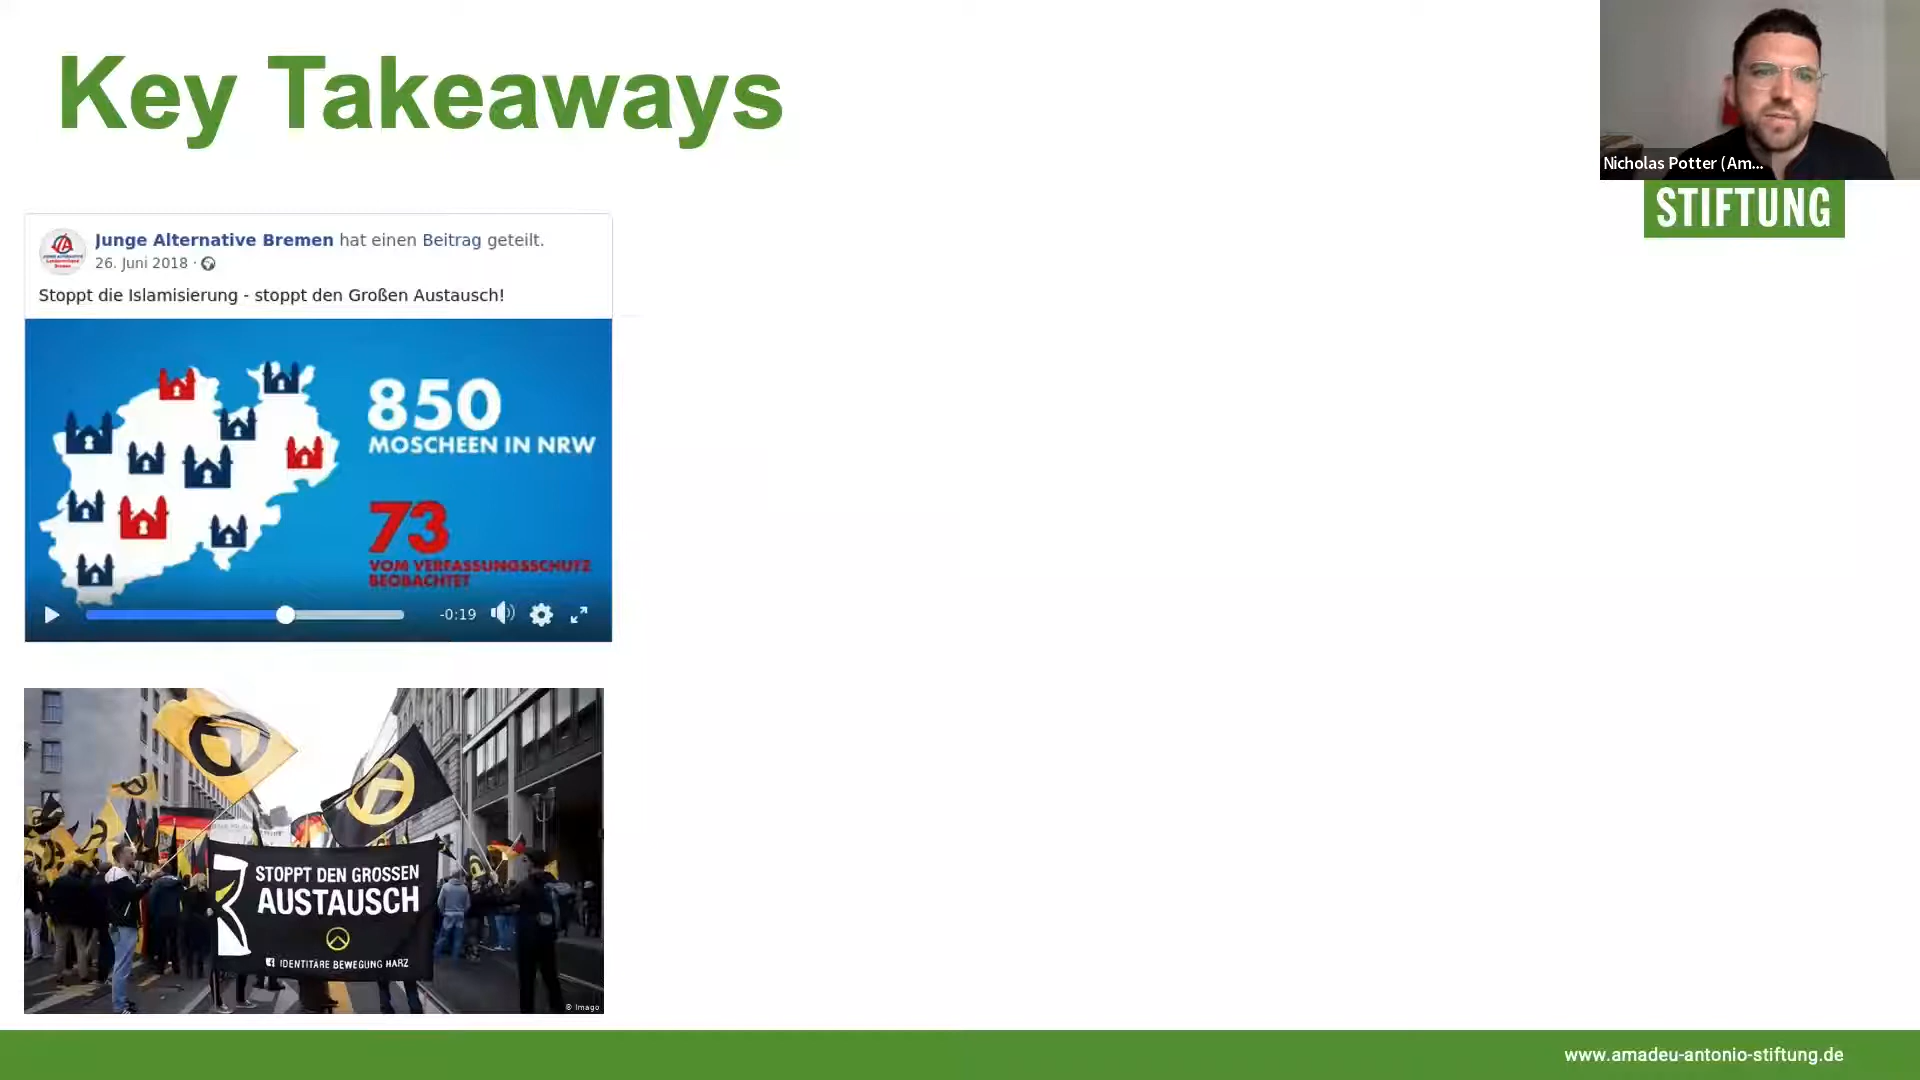 Key Takeaways
Nicholas Potter (Am...
STIFTUNG
Junge Alternative Bremen hat einen Beitrag geteilt.
26. Juni 2018 ·
Stoppt die Islamisierung - stoppt den Großen Austausch!
850
MOSCHEEN IN NRW
73
VOM VERFASSUNGSSCHUTZ
BEOBACHTET
-0:19
STOPPT DEN GROSSEN
AUSTAUSCH
IDENTITÄRE BEWEGUNG HARZ
© Imago
www.amadeu-antonio-stiftung.de